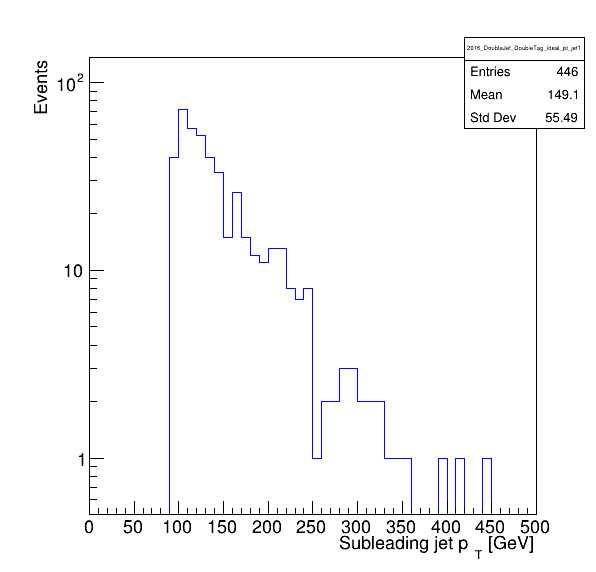 2016_DoubleJet_DoubleTag_ideal_pt_jet1
Entries 446
Mean 149.1
Std Dev 55.49
Events
10²
10
1
0 50 100 150 200 250 300 350 400 450 500
Subleading jet p_T [GeV]